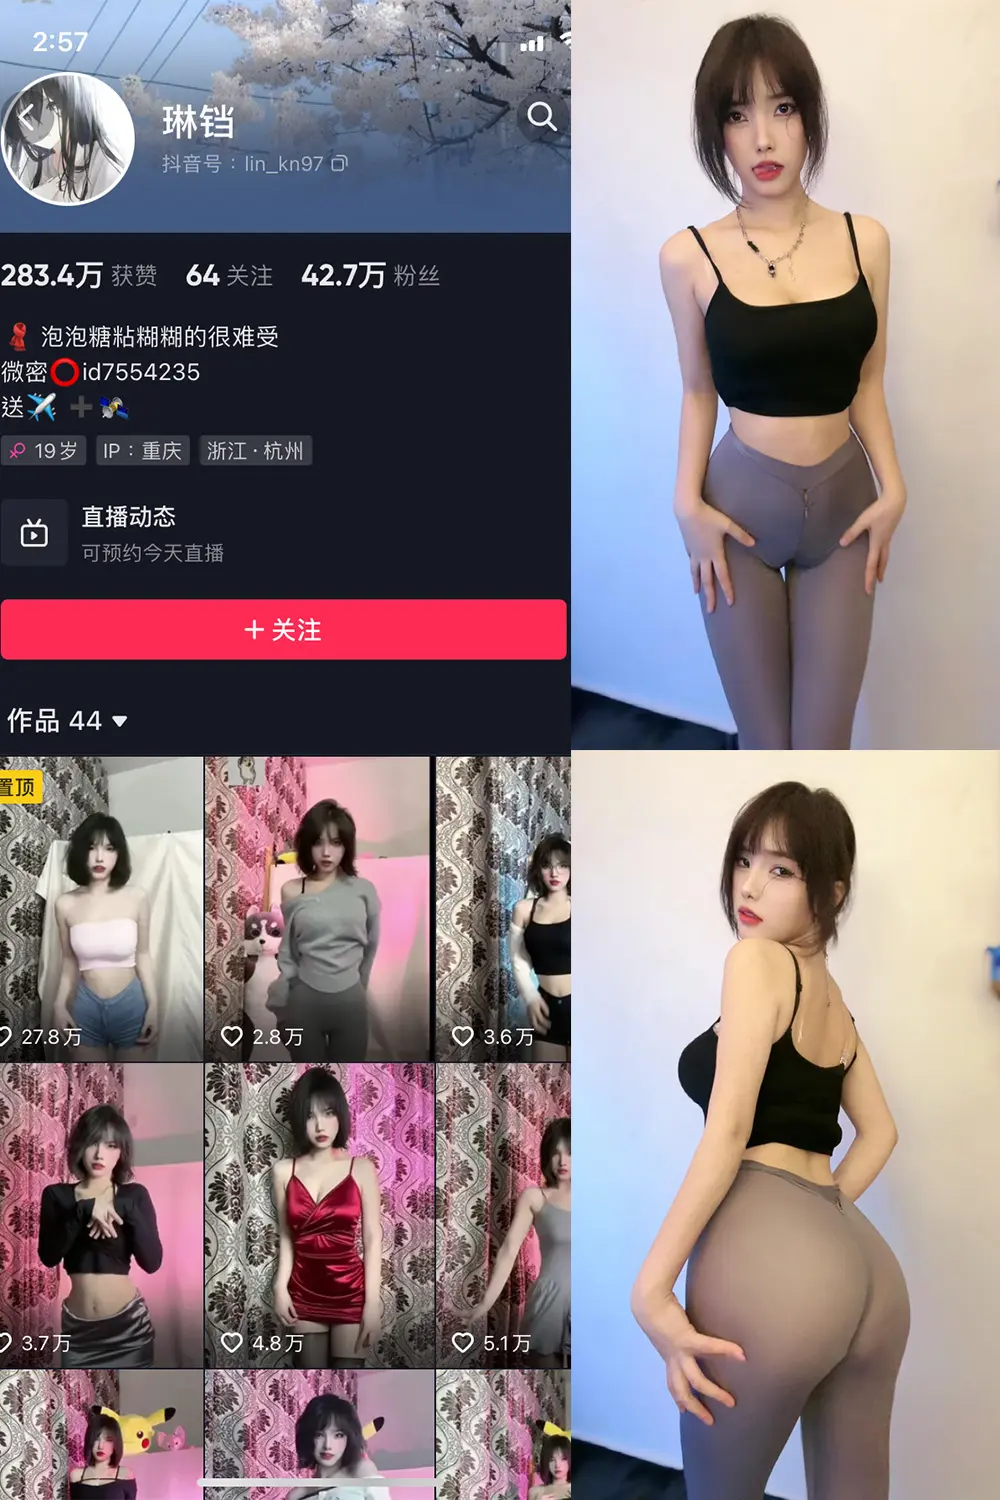 2:57
琳铛
抖音号：lin_kn97
283.4万 获赞 64 关注 42.7万 粉丝
泡泡糖粘糊糊的很难受
微密⭕id7554235
送✈️➕🛰️
19岁 IP：重庆 浙江·杭州
直播动态
可预约今天直播
+ 关注
作品 44
置顶
27.8万 2.8万 3.6万
3.7万 4.8万 5.1万